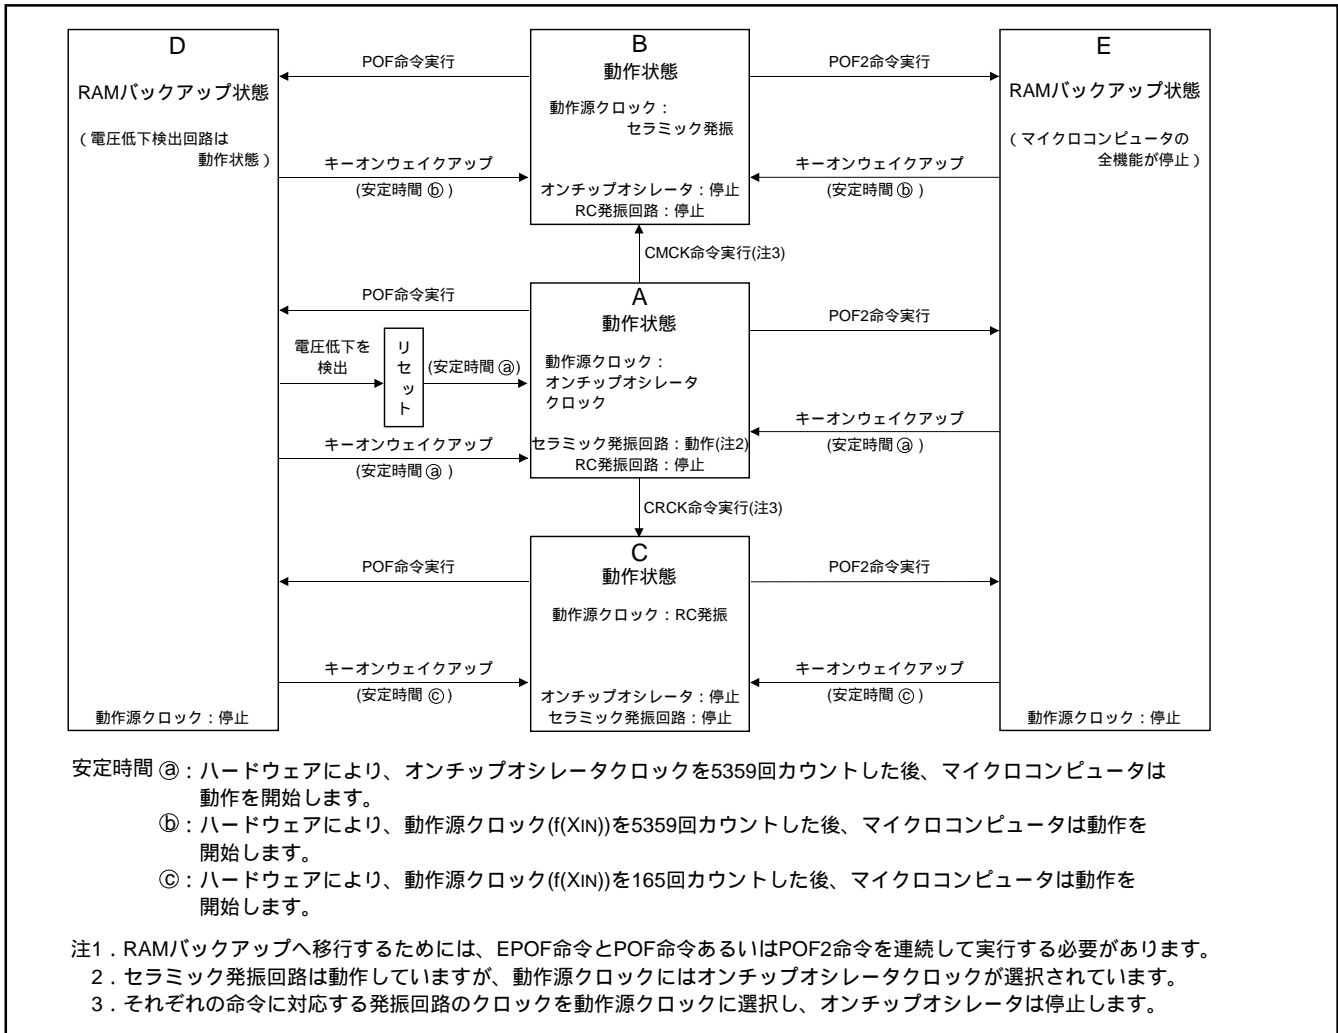 D
RAMバックアップ状態
(電圧低下検出回路は
動作状態)
動作源クロック:停止
POF命令実行
キーオンウェイクアップ
(安定時間 ⓑ )
B
動作状態
動作源クロック:
セラミック発振
オンチップオシレータ:停止
RC発振回路:停止
POF2命令実行
キーオンウェイクアップ
(安定時間 ⓑ )
E
RAMバックアップ状態
(マイクロコンピュータの
全機能が停止)
動作源クロック:停止
CMCK命令実行(注3)
POF命令実行
電圧低下を
検出
リセット
(安定時間 ⓐ)
キーオンウェイクアップ
(安定時間 ⓐ )
A
動作状態
動作源クロック:
オンチップオシレータ
クロック
セラミック発振回路:動作(注2)
RC発振回路:停止
POF2命令実行
キーオンウェイクアップ
(安定時間 ⓐ )
CRCK命令実行(注3)
POF命令実行
キーオンウェイクアップ
(安定時間 ⓒ )
C
動作状態
動作源クロック:RC発振
オンチップオシレータ:停止
セラミック発振回路:停止
POF2命令実行
キーオンウェイクアップ
(安定時間 ⓒ )
安定時間 ⓐ:ハードウェアにより、オンチップオシレータクロックを5359回カウントした後、マイクロコンピュータは
動作を開始します。
ⓑ:ハードウェアにより、動作源クロック(f(XIN))を5359回カウントした後、マイクロコンピュータは動作を
開始します。
ⓒ:ハードウェアにより、動作源クロック(f(XIN))を165回カウントした後、マイクロコンピュータは動作を
開始します。
注1.RAMバックアップへ移行するためには、EPOF命令とPOF命令あるいはPOF2命令を連続して実行する必要があります。
2.セラミック発振回路は動作していますが、動作源クロックにはオンチップオシレータクロックが選択されています。
3.それぞれの命令に対応する発振回路のクロックを動作源クロックに選択し、オンチップオシレータは停止します。